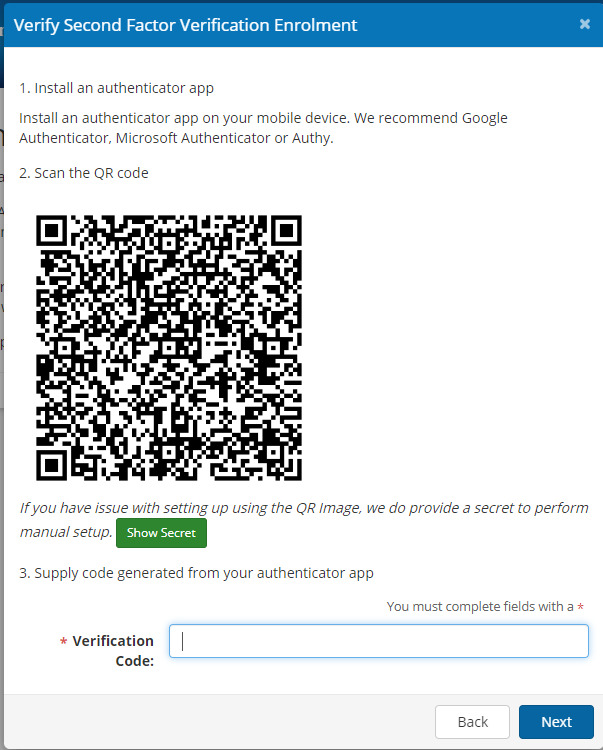 Verify Second Factor Verification Enrolment
1. Install an authenticator app
Install an authenticator app on your mobile device. We recommend Google
Authenticator, Microsoft Authenticator or Authy.
2. Scan the QR code
If you have issue with setting up using the QR Image, we do provide a secret to perform
manual setup. Show Secret
3. Supply code generated from your authenticator app
You must complete fields with a *
* Verification
Code:
Back Next